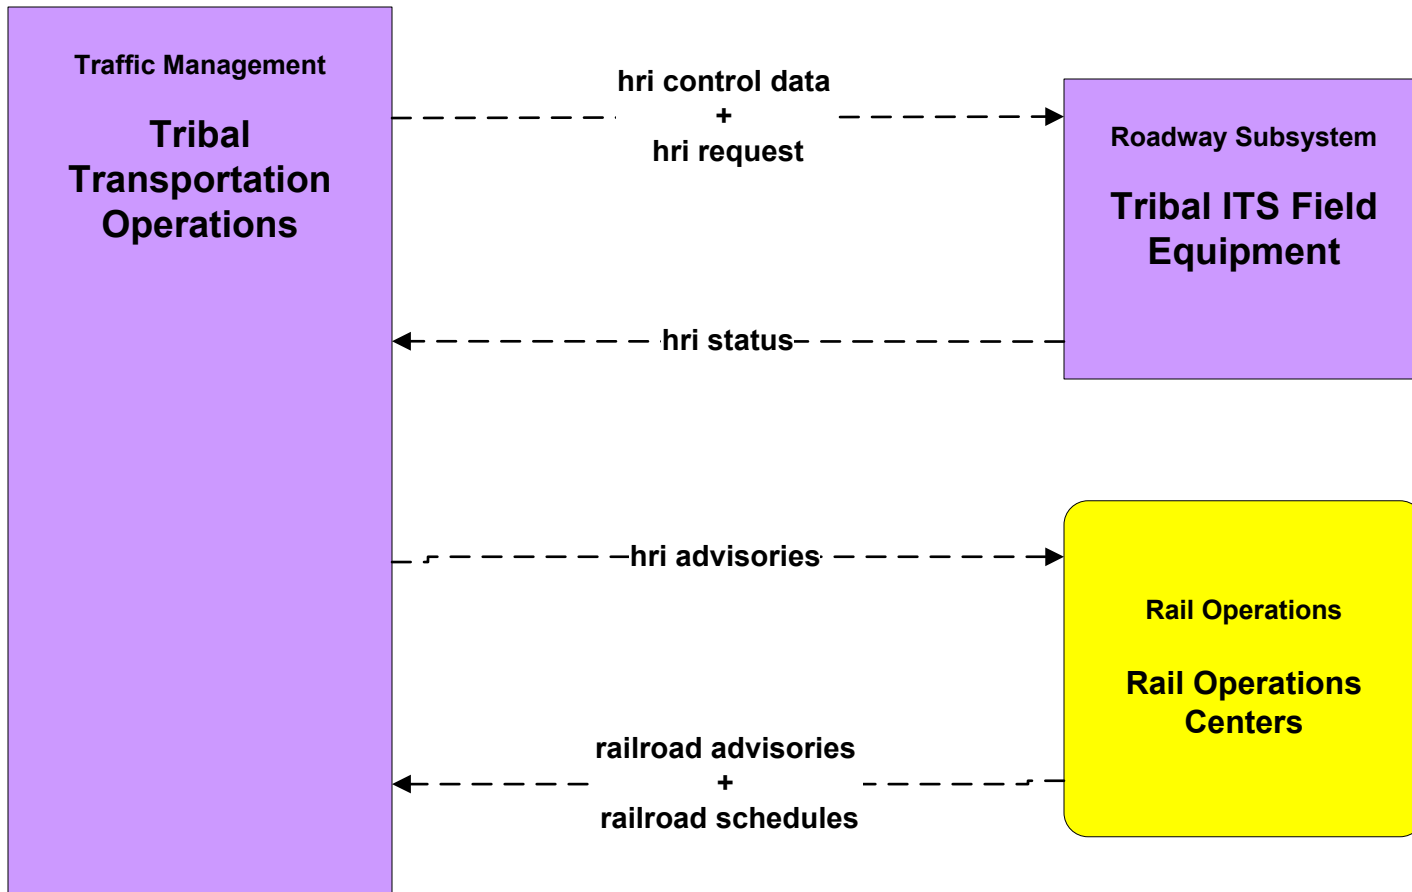 Traffic Management
Tribal
Transportation
Operations
hri control data
+
hri request
Roadway Subsystem
Tribal ITS Field
Equipment
hri status
hri advisories
Rail Operations
Rail Operations
Centers
railroad advisories
+
railroad schedules